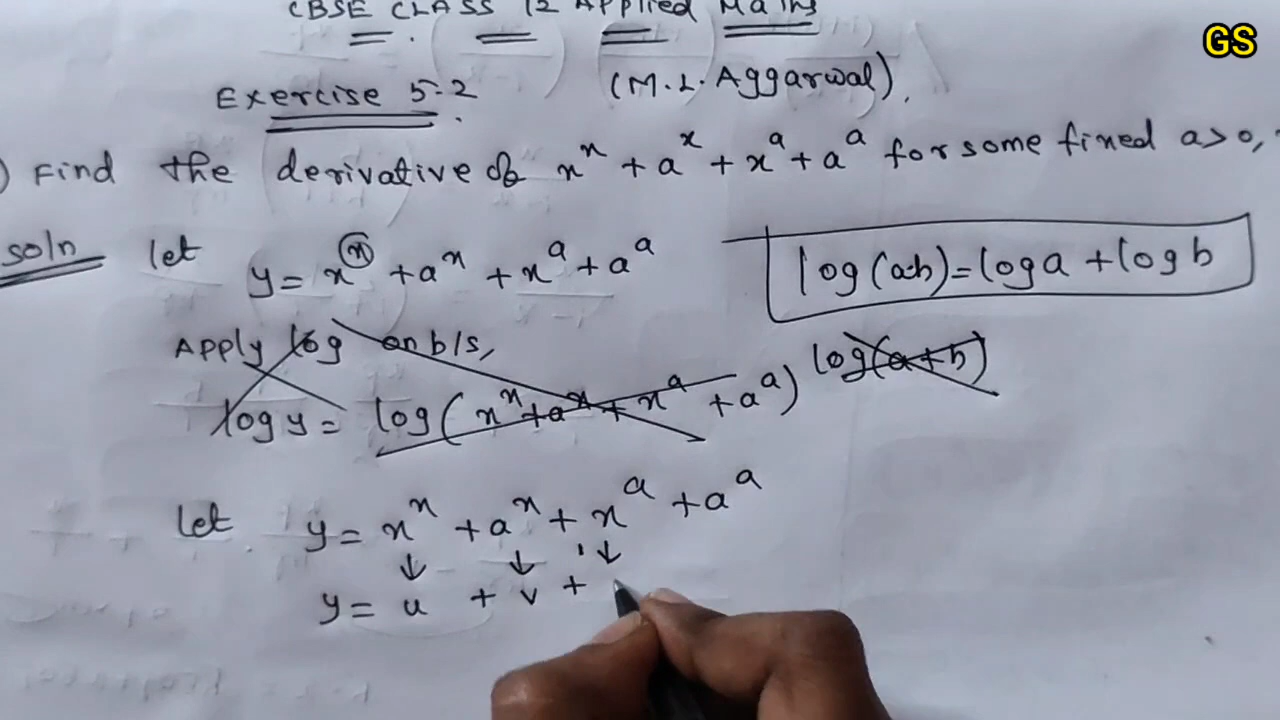 CBSE CLASS 12 Applied Maths
GS
Exercise 5.2 (M.L. Aggarwal).
) Find the derivative of x^x + a^x + x^a + a^a for some fixed a>0,
soln let
y = x^x + a^x + x^a + a^a
log(ab) = log a + log b
Apply log on b/s,
log y = log(x^x + a^x + x^a + a^a) log(a+b)
let y = x^x + a^x + x^a + a^a
↓ ↓ ↓
y = u + v +